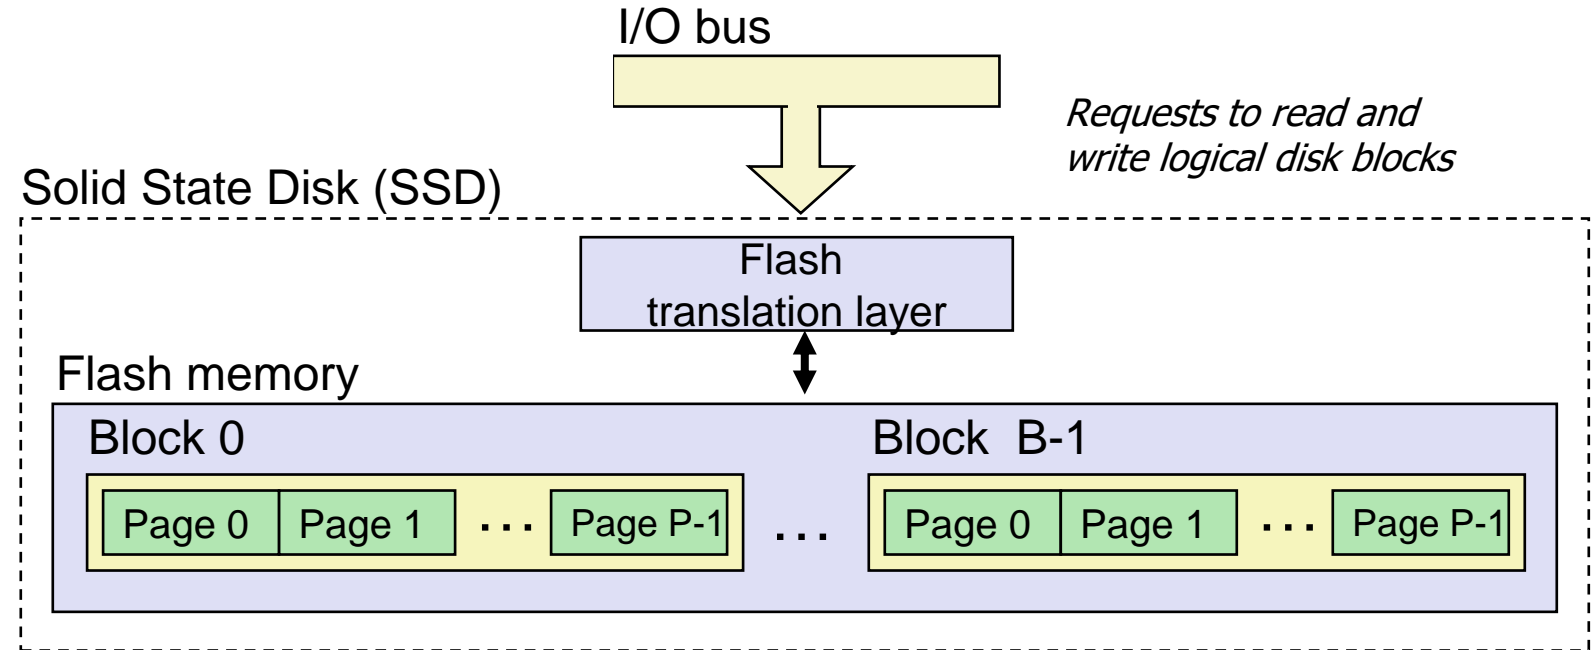 I/O bus
Requests to read and
write logical disk blocks
Solid State Disk (SSD)
Flash
translation layer
Flash memory
Block 0
Block B-1
Page 0 Page 1 ... Page P-1 ... Page 0 Page 1 ... Page P-1